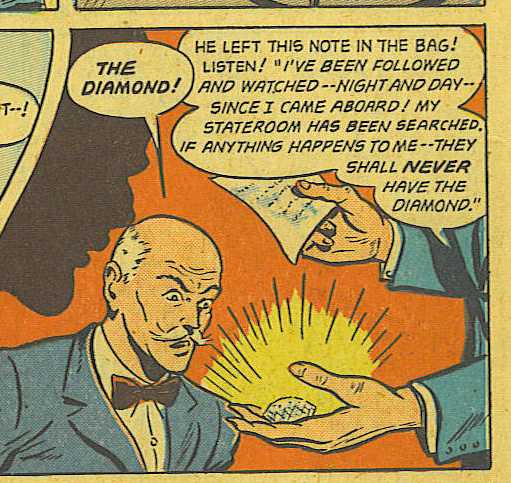 T--!
THE
DIAMOND!
HE LEFT THIS NOTE IN THE BAG!
LISTEN! "I'VE BEEN FOLLOWED
AND WATCHED--NIGHT AND DAY--
SINCE I CAME ABOARD! MY
STATEROOM HAS BEEN SEARCHED.
IF ANYTHING HAPPENS TO ME--THEY
SHALL NEVER
HAVE THE
DIAMOND."